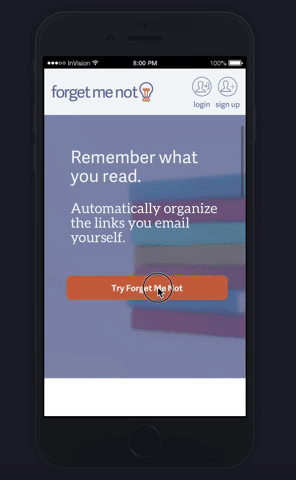 InVision 8:00 PM 100%
forget me not
login sign up
Remember what
you read.
Automatically organize
the links you email
yourself.
Try Forget Me Not